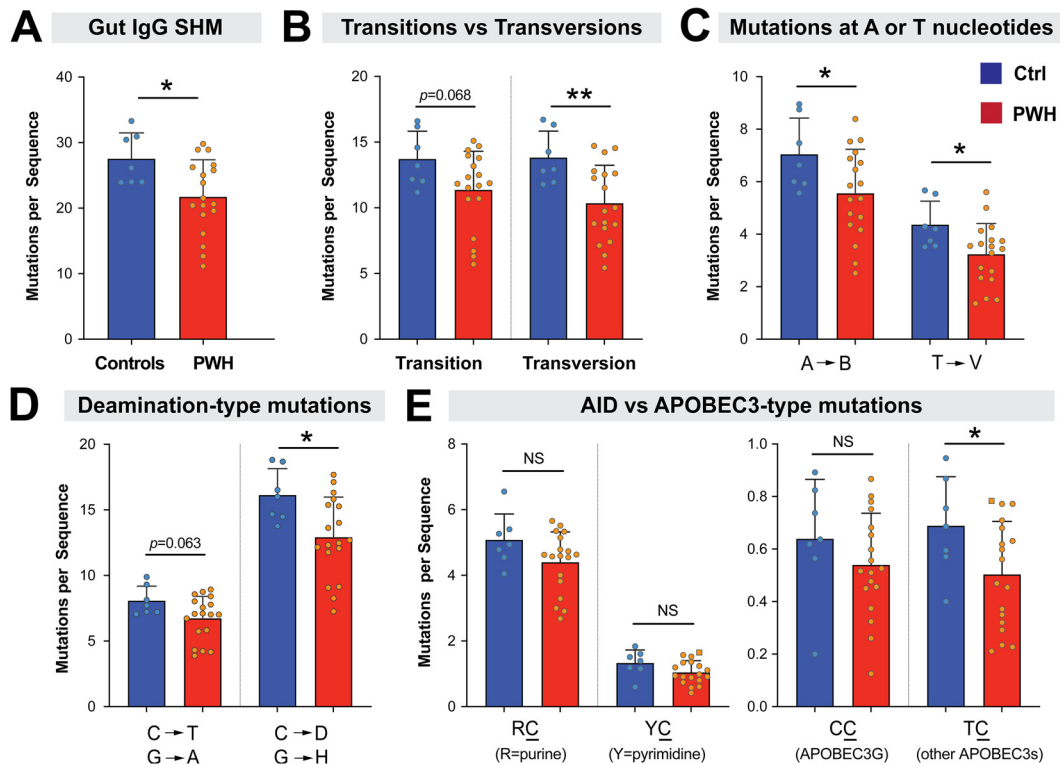 A Gut IgG SHM
Mutations per Sequence
40
30
20
10
0
*
Controls PWH
B Transitions vs Transversions
Mutations per Sequence
20
15
10
5
0
p=0.068
**
Transition Transversion
C Mutations at A or T nucleotides
Mutations per Sequence
10
8
6
4
2
0
*
*
Ctrl
PWH
A → B T → V
D Deamination-type mutations
Mutations per Sequence
20
15
10
5
0
p=0.063
*
C → T C → D
G → A G → H
E AID vs APOBEC3-type mutations
Mutations per Sequence
8
6
4
2
0
NS
NS
RC YC
(R=purine) (Y=pyrimidine)
1.0
0.8
0.6
0.4
0.2
0.0
NS
*
CC TC
(APOBEC3G) (other APOBEC3s)